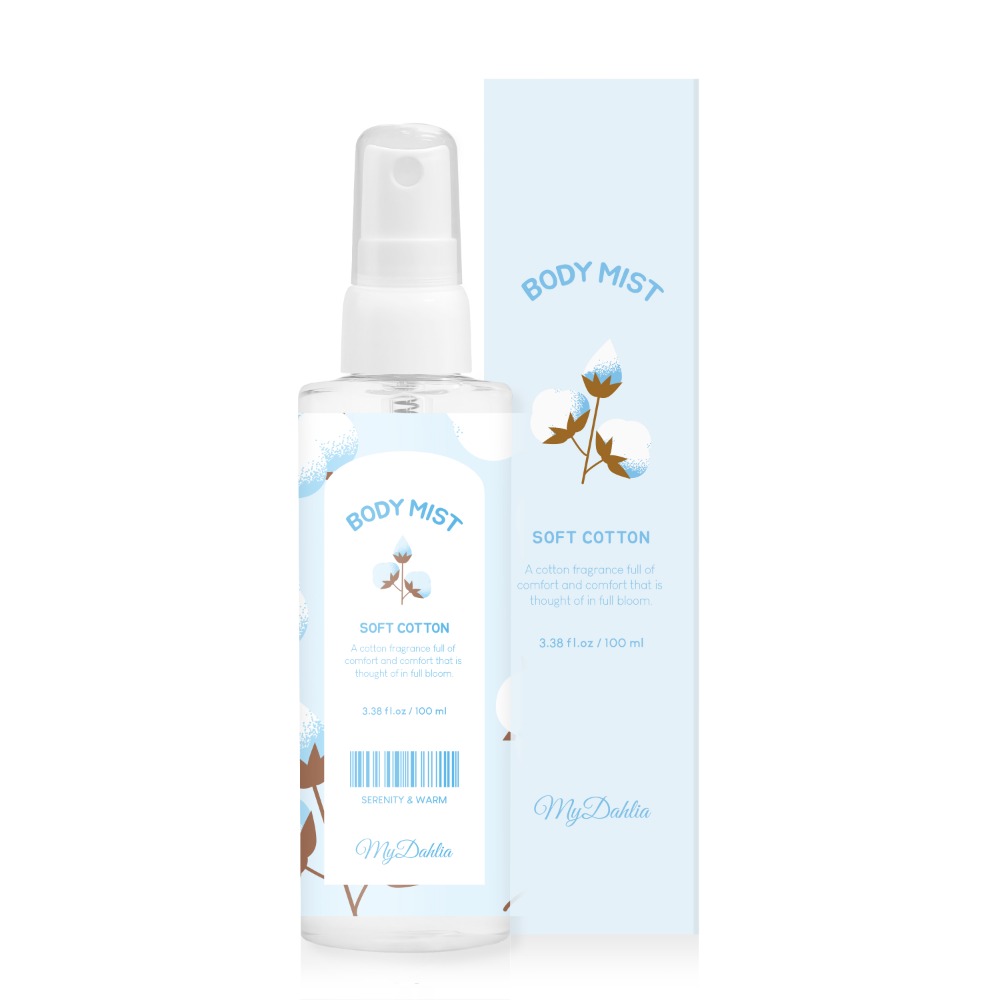 BODY MIST
SOFT COTTON
A cotton fragrance full of
comfort and comfort that is
thought of in full bloom.
3.38 fl.oz / 100 ml
SERENITY & WARM
MyDahlia
BODY MIST
SOFT COTTON
A cotton fragrance full of
comfort and comfort that is
thought of in full bloom.
3.38 fl.oz / 100 ml
MyDahlia